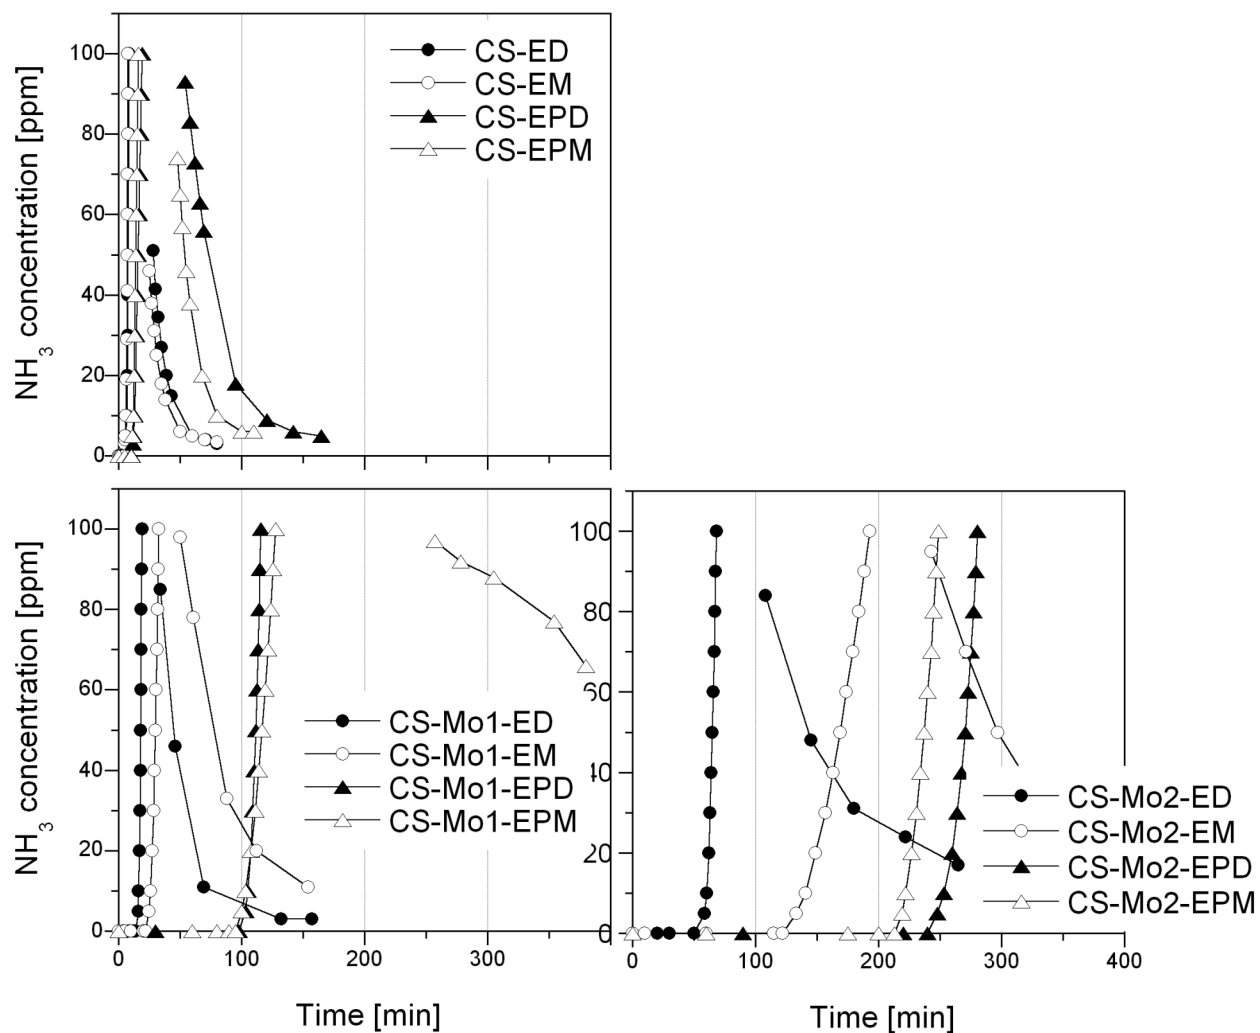 NH3 concentration [ppm]
100
80
60
40
20
0
CS-ED
CS-EM
CS-EPD
CS-EPM
NH3 concentration [ppm]
100
80
60
40
20
0
CS-Mo1-ED
CS-Mo1-EM
CS-Mo1-EPD
CS-Mo1-EPM
0 100 300
Time [min]
100
80
60
40
20
0
CS-Mo2-ED
CS-Mo2-EM
CS-Mo2-EPD
CS-Mo2-EPM
0 100 200 300 400
Time [min]